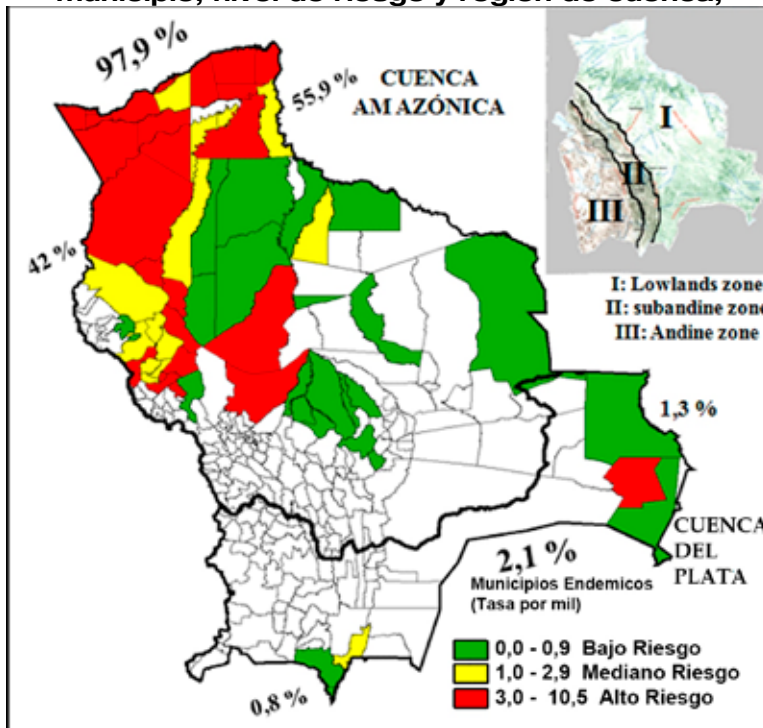 municipio, nivel de riesgo y región de cuenca,
97,9 %
55,9 %
CUENCA
AMAZÓNICA
42 %
I
II
III
I: Lowlands zone
II: subandine zone
III: Andine zone
1,3 %
CUENCA
DEL
PLATA
2,1 %
Municipios Endemicos
(Tasa por mil)
0,0 - 0,9 Bajo Riesgo
1,0 - 2,9 Mediano Riesgo
3,0 - 10,5 Alto Riesgo
0,8 %